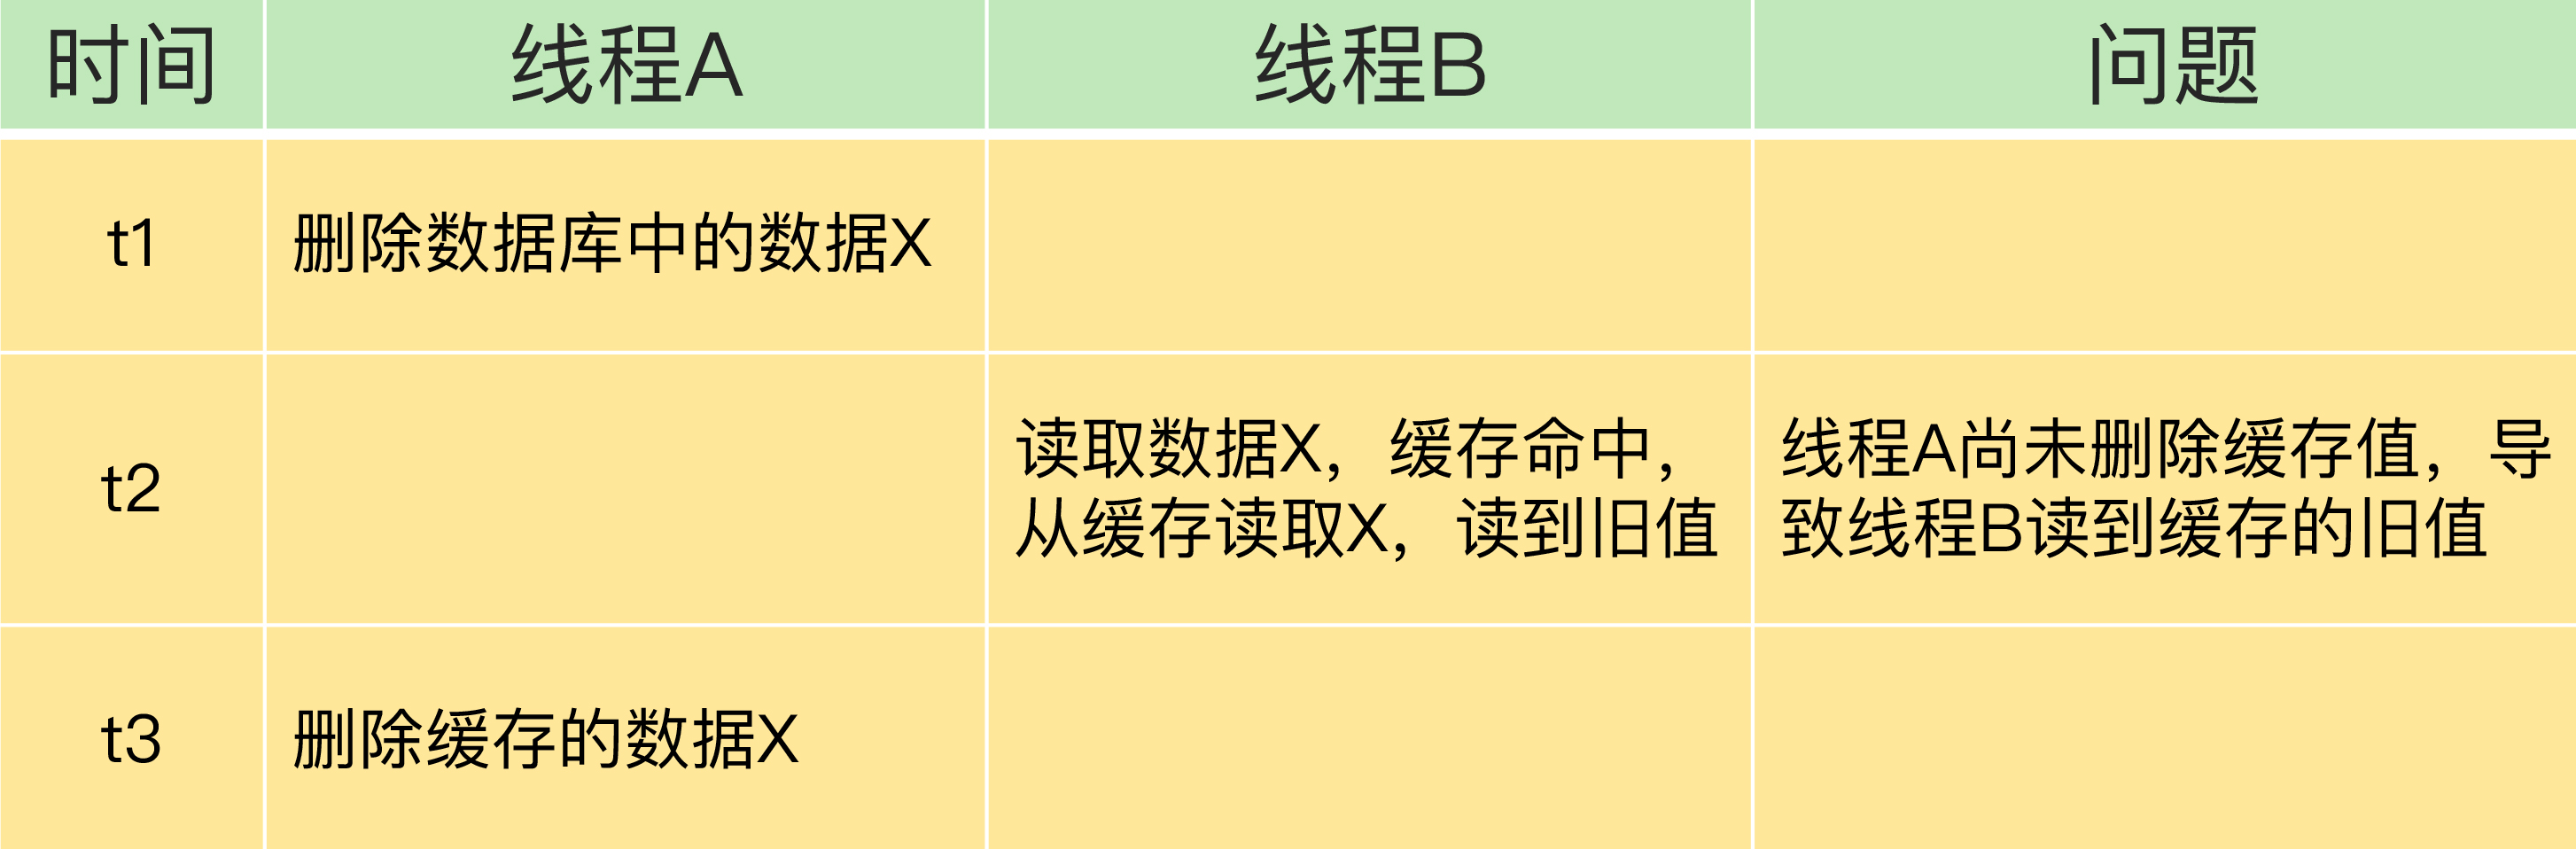 时间 线程A 线程B 问题
t1 删除数据库中的数据X
读取数据X，缓存命中， 线程A尚未删除缓存值，导
t2
从缓存读取X，读到旧值 致线程B读到缓存的旧值
t3 删除缓存的数据X